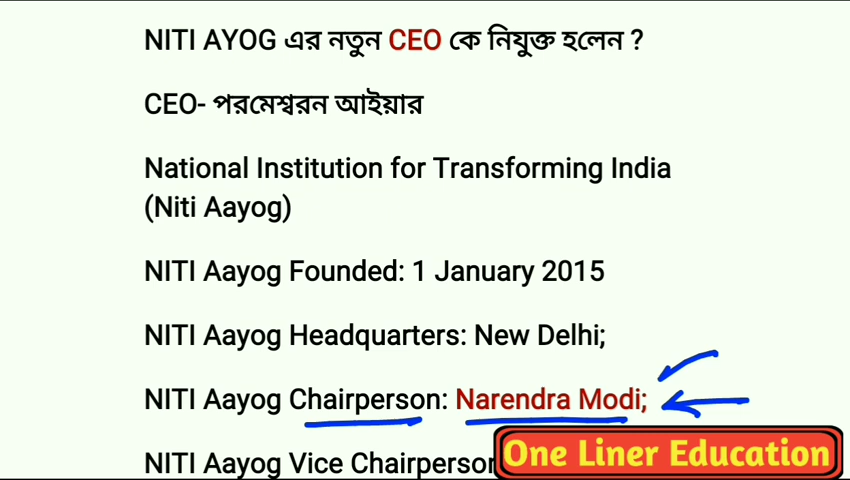 NITI AYOG এর নতুন CEO কে নিযুক্ত হলেন ?
CEO- পরমেশ্বরন আইয়ার
National Institution for Transforming India
(Niti Aayog)
NITI Aayog Founded: 1 January 2015
NITI Aayog Headquarters: New Delhi;
NITI Aayog Chairperson: Narendra Modi;
NITI Aayog Vice Chairperson
One Liner Education